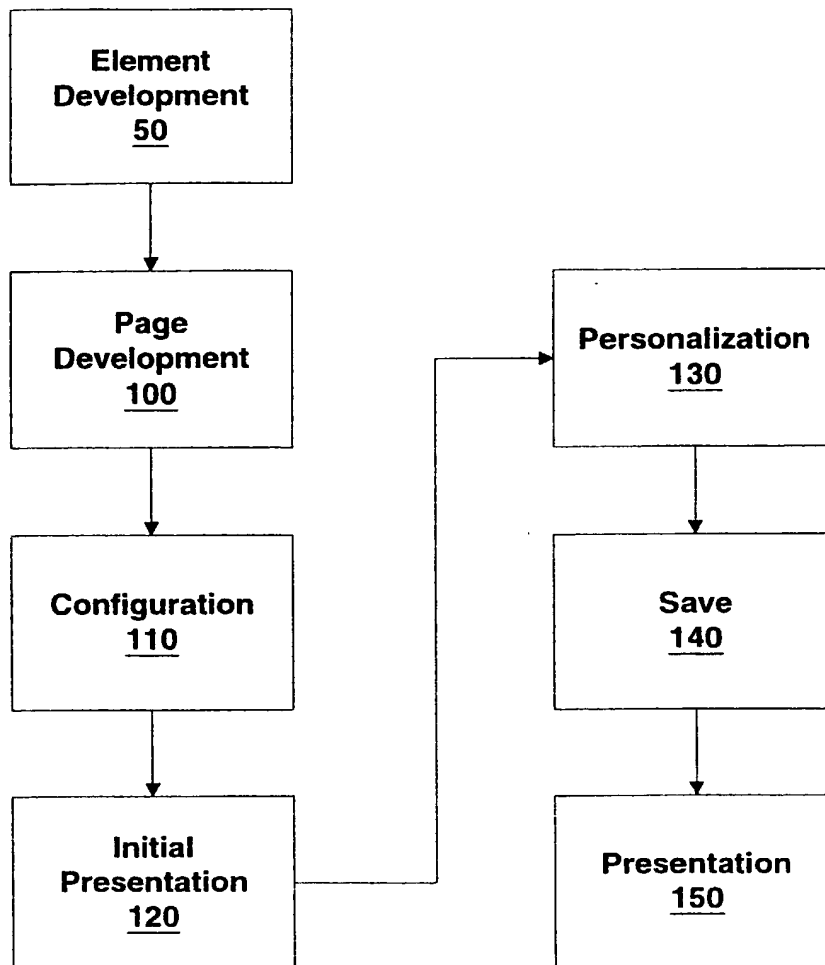 Element
Development
50
Page
Development
100
Configuration
110
Initial
Presentation
120
Personalization
130
Save
140
Presentation
150